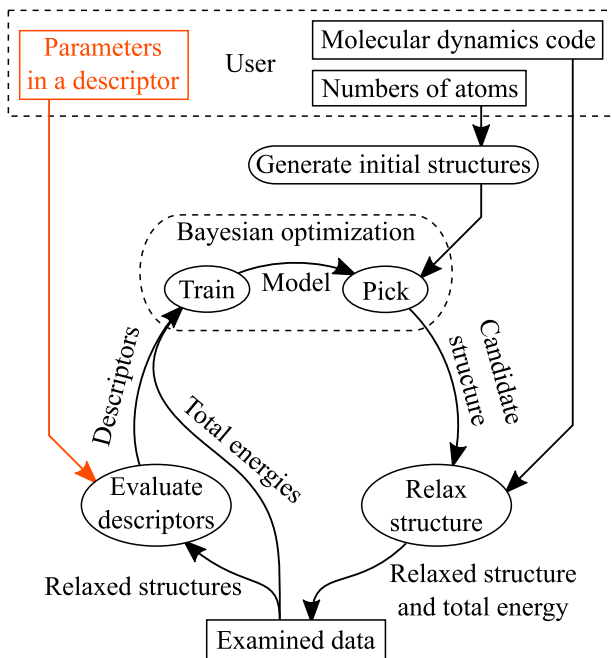 Parameters
in a descriptor
User
Molecular dynamics code
Numbers of atoms
Generate initial structures
Bayesian optimization
Train
Model
Pick
Descriptors
Total energies
Candidate
structure
Evaluate
descriptors
Relax
structure
Relaxed structures
Relaxed structure
and total energy
Examined data